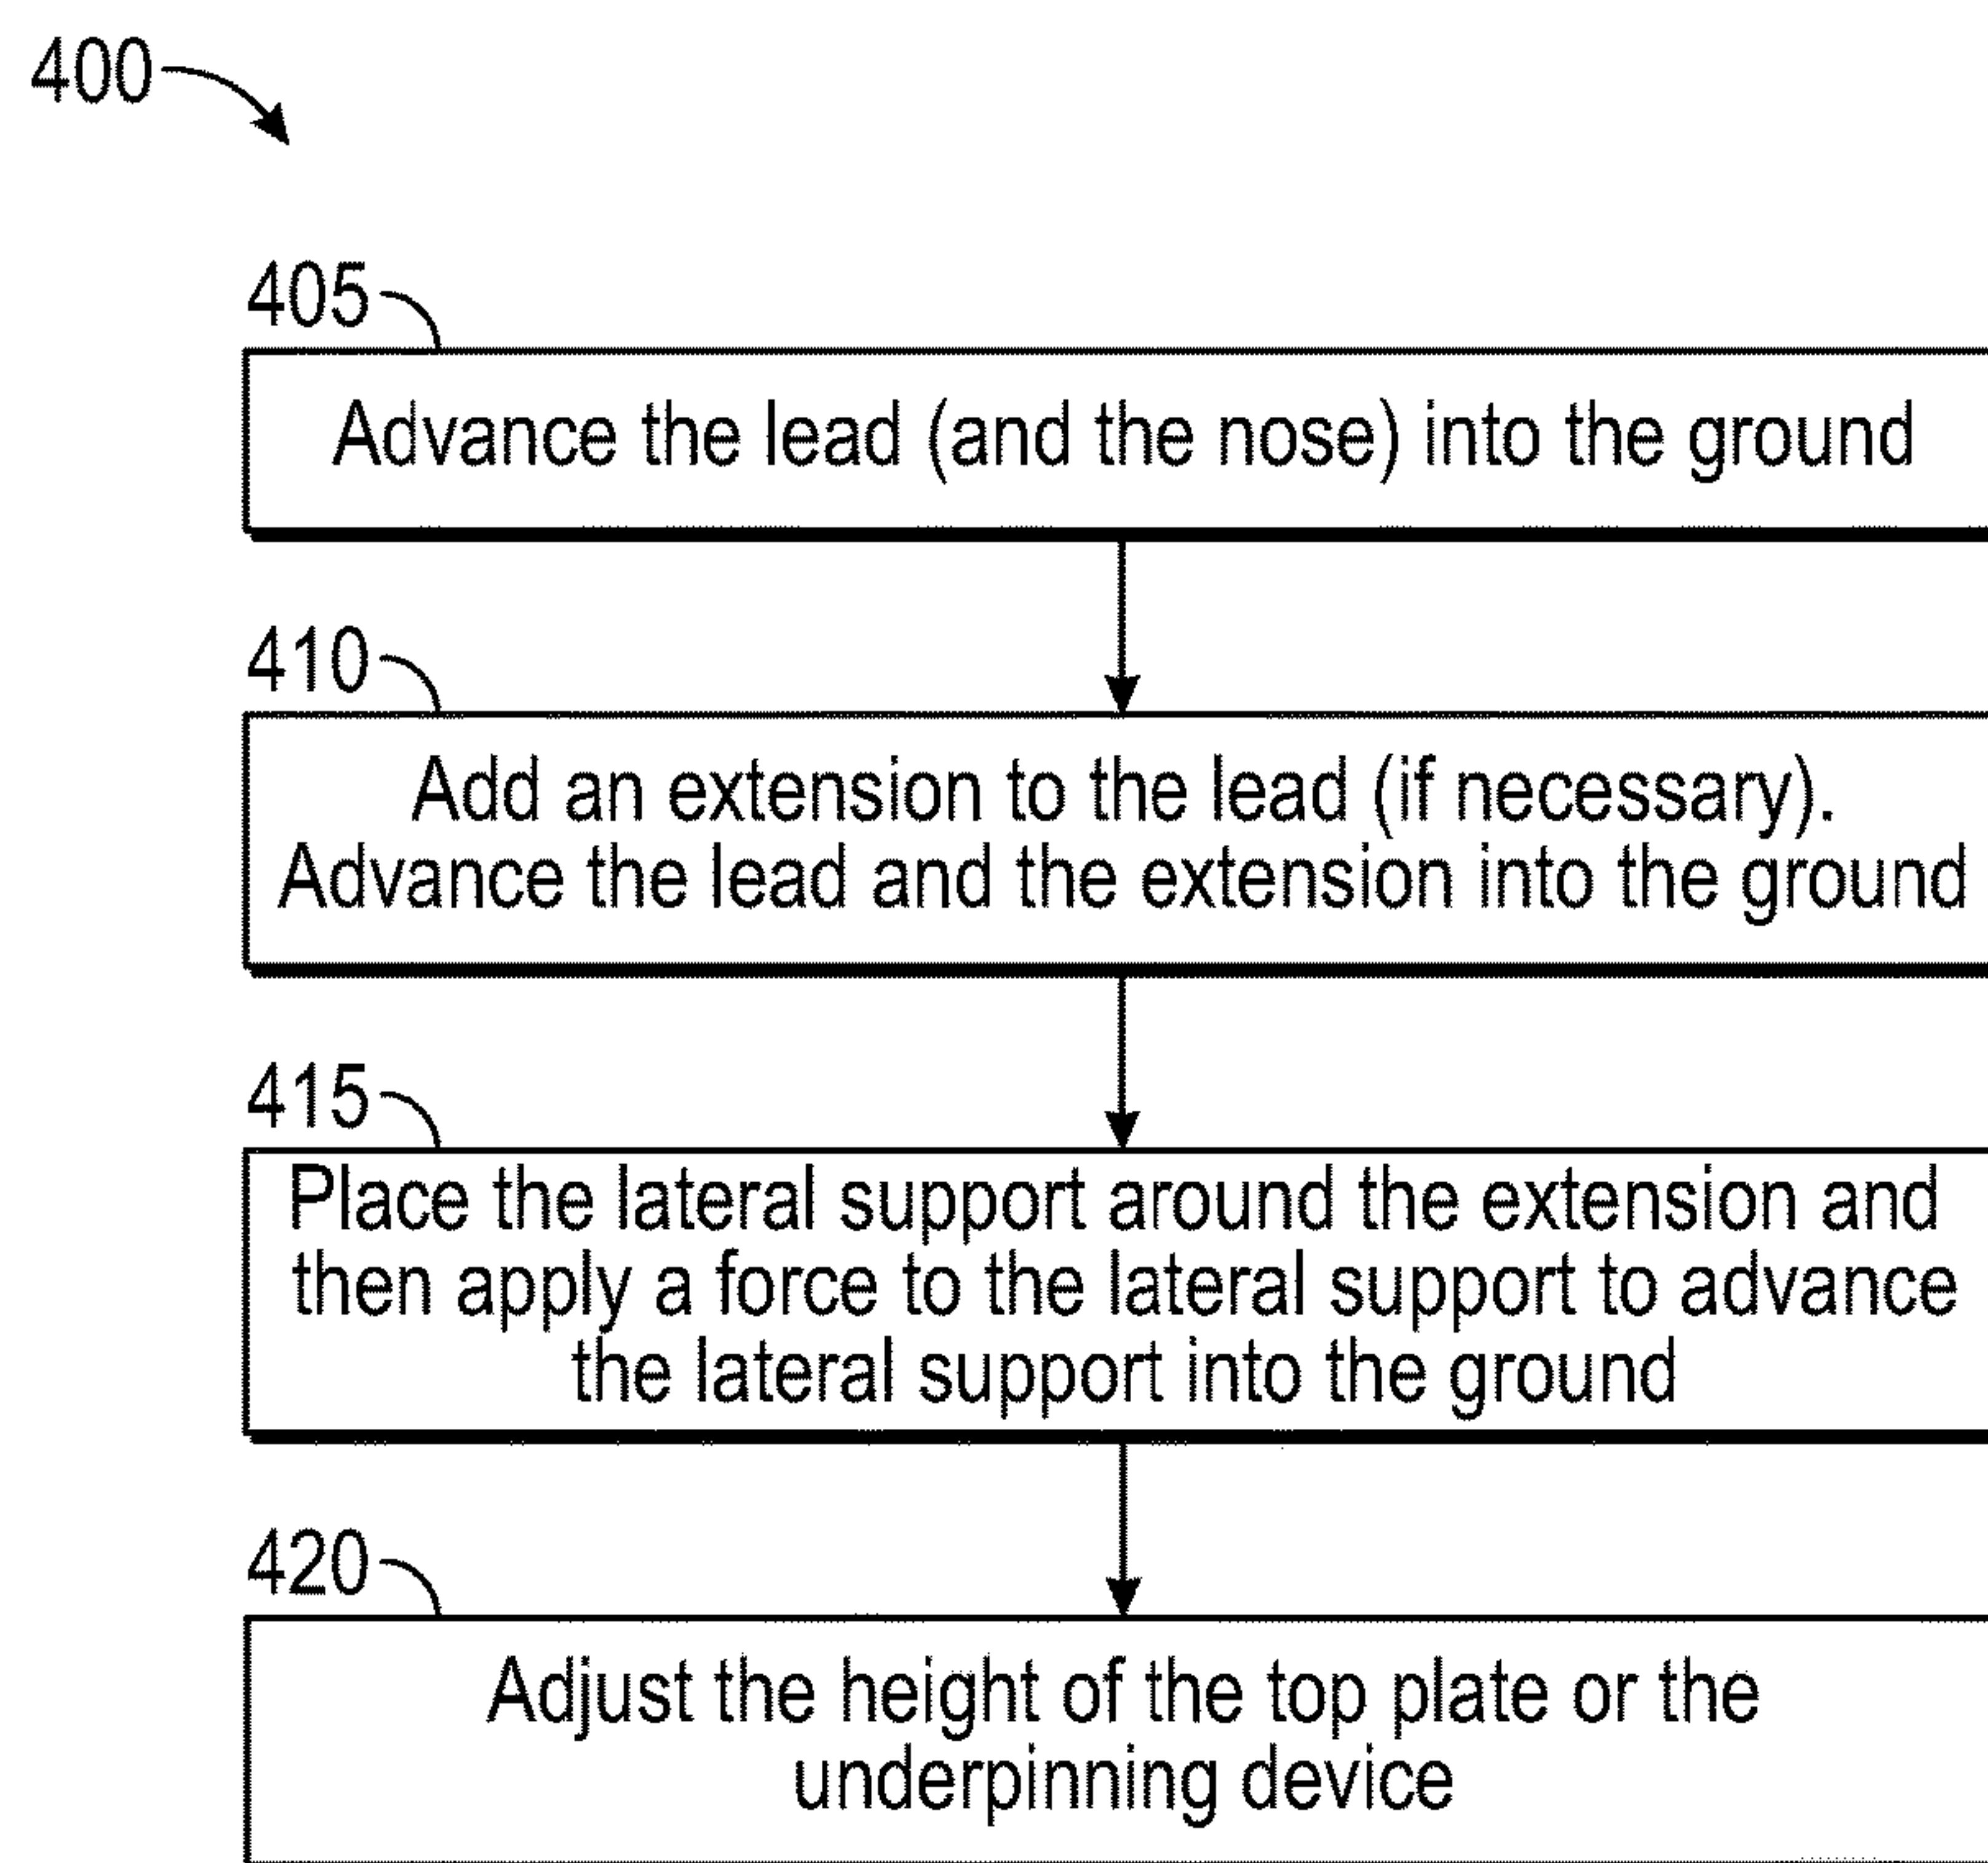 400
405
Advance the lead (and the nose) into the ground
410
Add an extension to the lead (if necessary).
Advance the lead and the extension into the ground
415
Place the lateral support around the extension and
then apply a force to the lateral support to advance
the lateral support into the ground
420
Adjust the height of the top plate or the
underpinning device